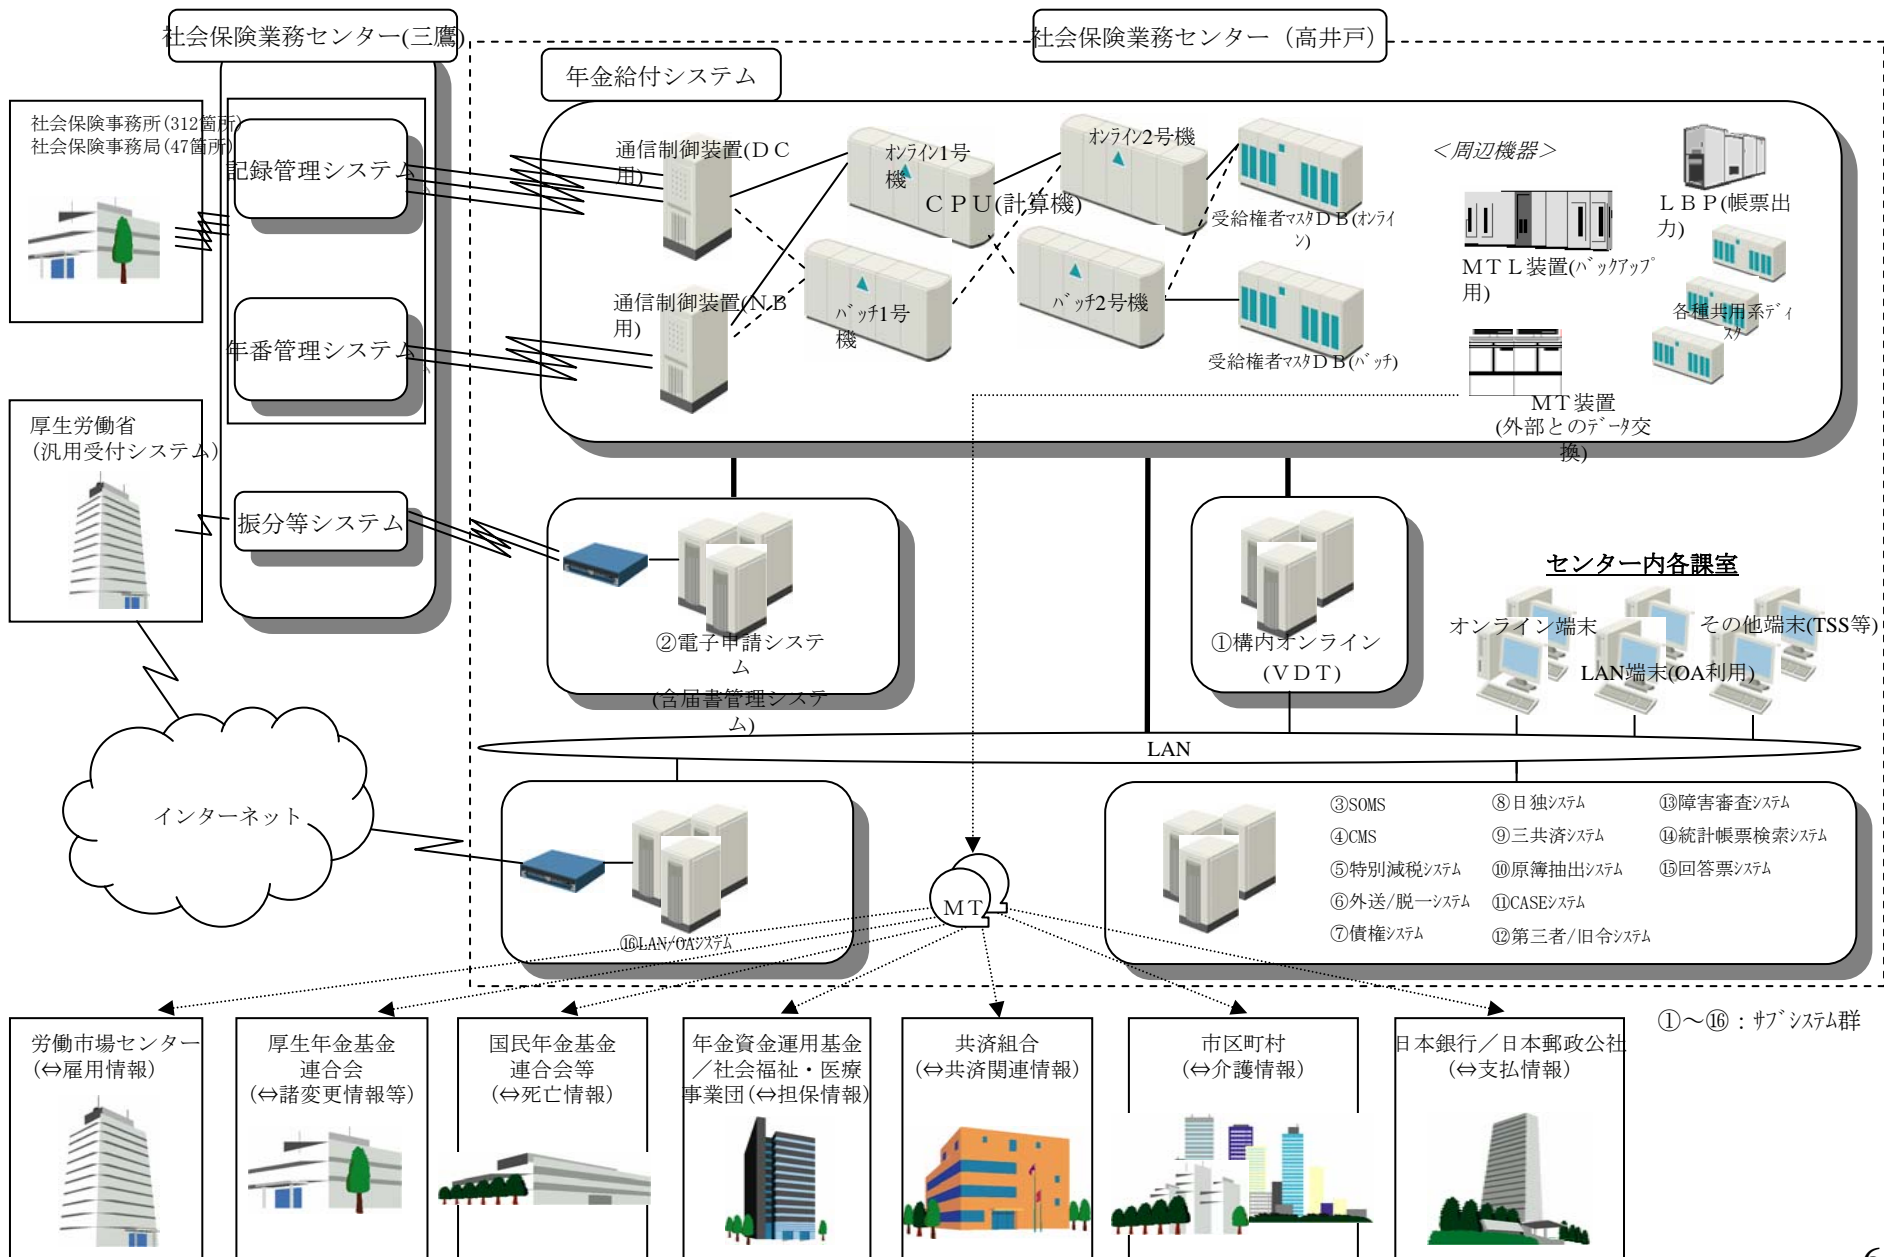 社会保険業務センター(三鷹)
社会保険業務センター（高井戸）
年金給付システム
社会保険事務所(312箇所)
社会保険事務局(47箇所)
記録管理システム
年番管理システム
厚生労働省
(汎用受付システム)
振分等システム
インターネット
通信制御装置(ＤＣ
用)
通信制御装置(ＮＢ
用)
ｵﾝﾗｲﾝ1号
機
ｵﾝﾗｲﾝ2号機
ＣＰＵ(計算機)
ﾊﾞｯﾁ1号
機
ﾊﾞｯﾁ2号機
受給権者ﾏｽﾀＤＢ(ｵﾝﾗｲ
ﾝ)
受給権者ﾏｽﾀＤＢ(ﾊﾞｯﾁ)
＜周辺機器＞
ＬＢＰ(帳票出
力)
ＭＴＬ装置(ﾊﾞｯｸｱｯﾌﾟ
用)
各種共用系ﾃﾞｨ
ｽｸ
ＭＴ装置
(外部とのﾃﾞｰﾀ交
換)
②電子申請システ
ム
(含届書管理システ
ム)
①構内オンライン
(ＶＤＴ)
センター内各課室
オンライン端末
その他端末(TSS等)
LAN端末(OA利用)
LAN
⑯LAN/OAｼｽﾃﾑ
ＭＴ
③SOMS
④CMS
⑤特別減税ｼｽﾃﾑ
⑥外送/脱一ｼｽﾃﾑ
⑦債権ｼｽﾃﾑ
⑧日独ｼｽﾃﾑ
⑨三共済ｼｽﾃﾑ
⑩原簿抽出ｼｽﾃﾑ
⑪CASEｼｽﾃﾑ
⑫第三者/旧令ｼｽﾃﾑ
⑬障害審査ｼｽﾃﾑ
⑭統計帳票検索ｼｽﾃﾑ
⑮回答票ｼｽﾃﾑ
①～⑯：ｻﾌﾞｼｽﾃﾑ群
労働市場センター
(⇔雇用情報)
厚生年金基金
連合会
(⇔諸変更情報等)
国民年金基金
連合会等
(⇔死亡情報)
年金資金運用基金
／社会福祉・医療
事業団(⇔担保情報)
共済組合
(⇔共済関連情報)
市区町村
(⇔介護情報)
日本銀行／日本郵政公社
(⇔支払情報)
6